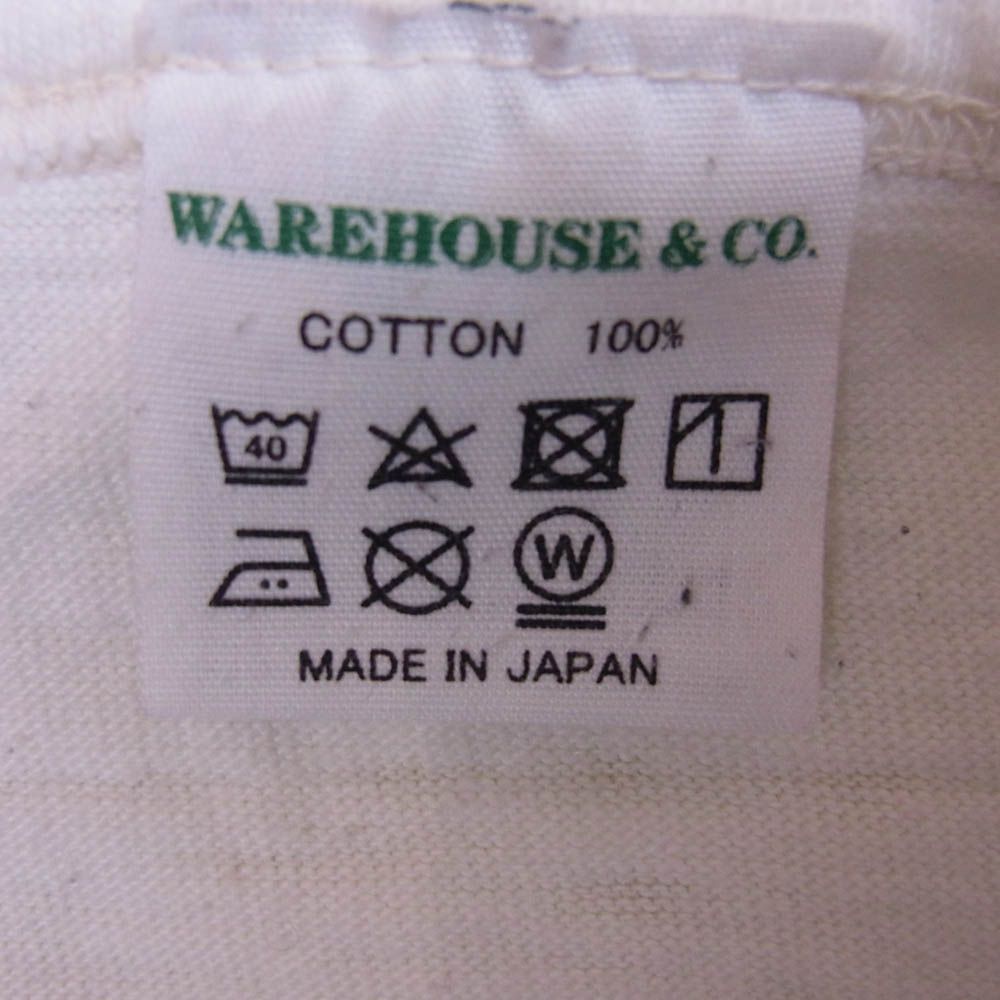 WAREHOUSE & CO.
COTTON 100%
40
W
MADE IN JAPAN